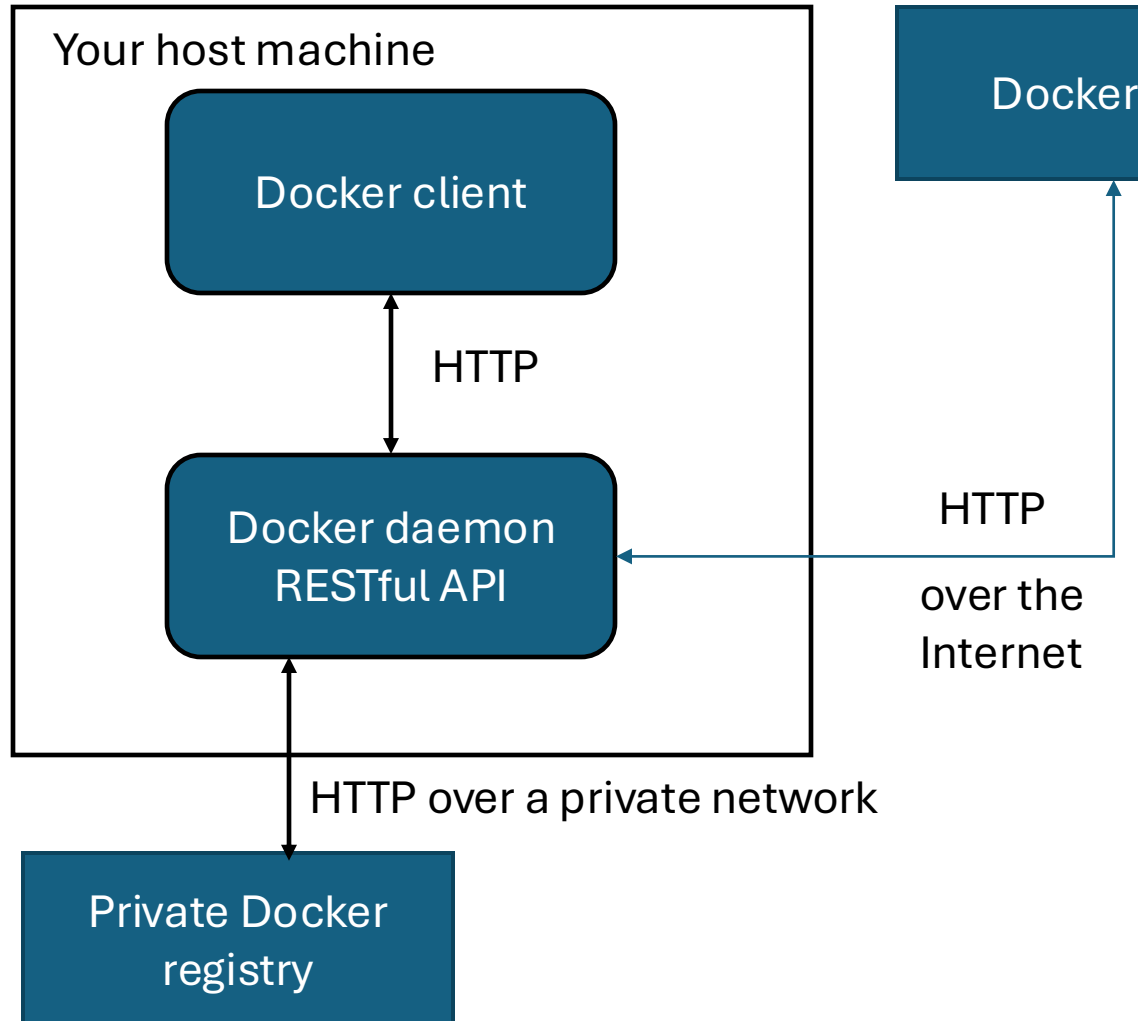 Your host machine
Docker
Docker client
HTTP
Docker daemon
RESTful API
HTTP
over the
Internet
HTTP over a private network
Private Docker
registry